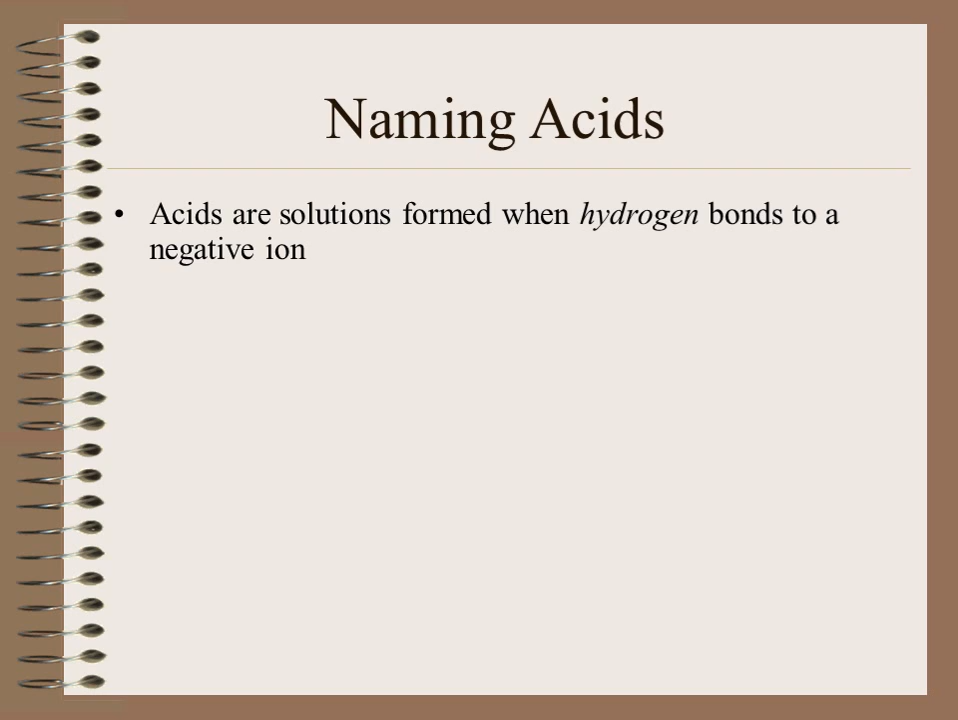 Naming Acids
• Acids are solutions formed when hydrogen bonds to a
negative ion